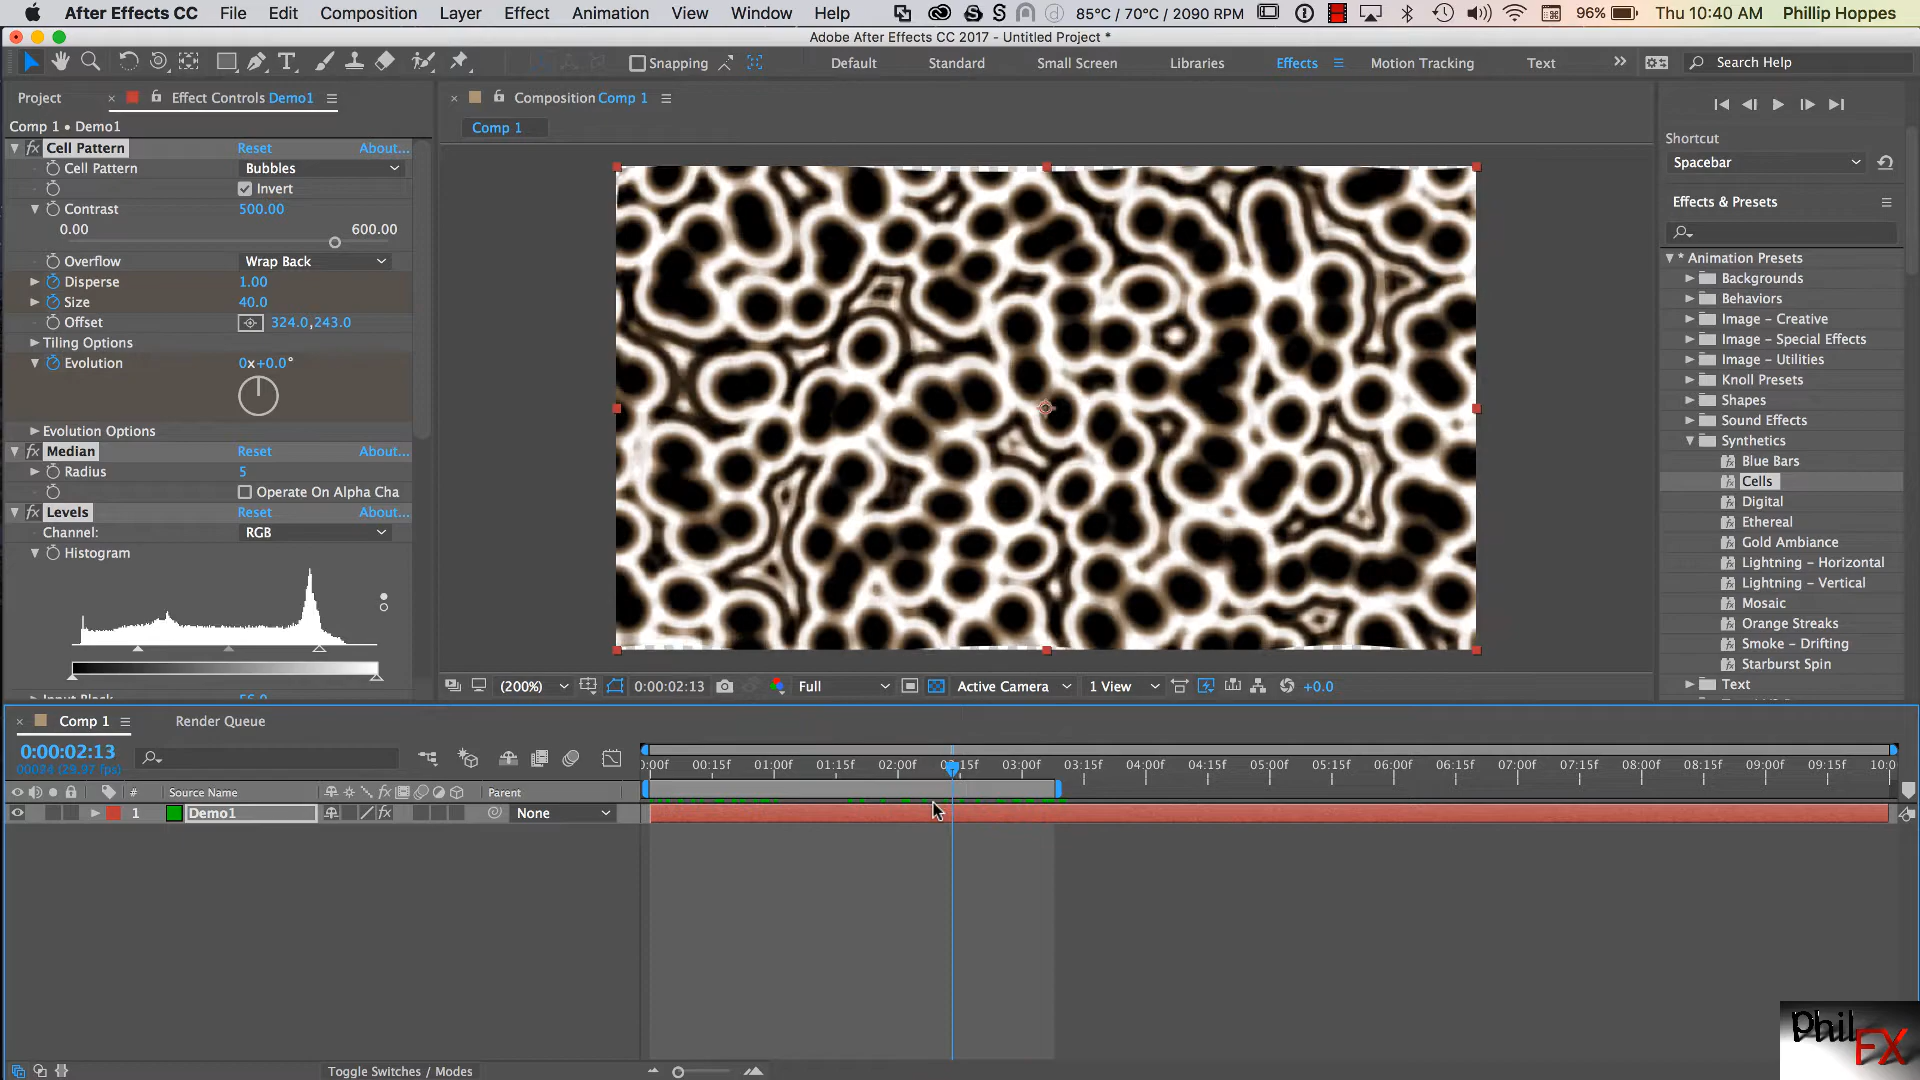 After Effects CC File Edit Composition Layer Effect Animation View Window Help 85°C / 70°C / 2090 RPM 96% Thu 10:40 AM Phillip Hoppes
Adobe After Effects CC 2017 - Untitled Project *
Snapping Default Standard Small Screen Libraries Effects Motion Tracking Text Search Help
Project Effect Controls Demo1 Composition Comp 1
Comp 1 • Demo1
Comp 1
Cell Pattern Reset About...
Cell Pattern Bubbles
Invert
Contrast 500.00
0.00 600.00
Overflow Wrap Back
Disperse 1.00
Size 40.0
Offset 324.0,243.0
Tiling Options
Evolution 0x+0.0°
Evolution Options
Median Reset About...
Radius 5
Operate On Alpha Cha
Levels Reset About...
Channel: RGB
Histogram
Shortcut
Spacebar
Effects & Presets
* Animation Presets
Backgrounds
Behaviors
Image - Creative
Image - Special Effects
Image - Utilities
Knoll Presets
Shapes
Sound Effects
Synthetics
Blue Bars
Cells
Digital
Ethereal
Gold Ambiance
Lightning - Horizontal
Lightning - Vertical
Mosaic
Orange Streaks
Smoke - Drifting
Starburst Spin
Text
(200%) 0:00:02:13 Full Active Camera 1 View +0.0
Comp 1 Render Queue
0:00:02:13
):00f 00:15f 01:00f 01:15f 02:00f 03:00f 03:15f 04:00f 04:15f 05:00f 05:15f 06:00f 06:15f 07:00f 07:15f 08:00f 08:15f 09:00f 09:15f 10:0
# Source Name Parent
1 Demo1 None
Toggle Switches / Modes
Phil
FX